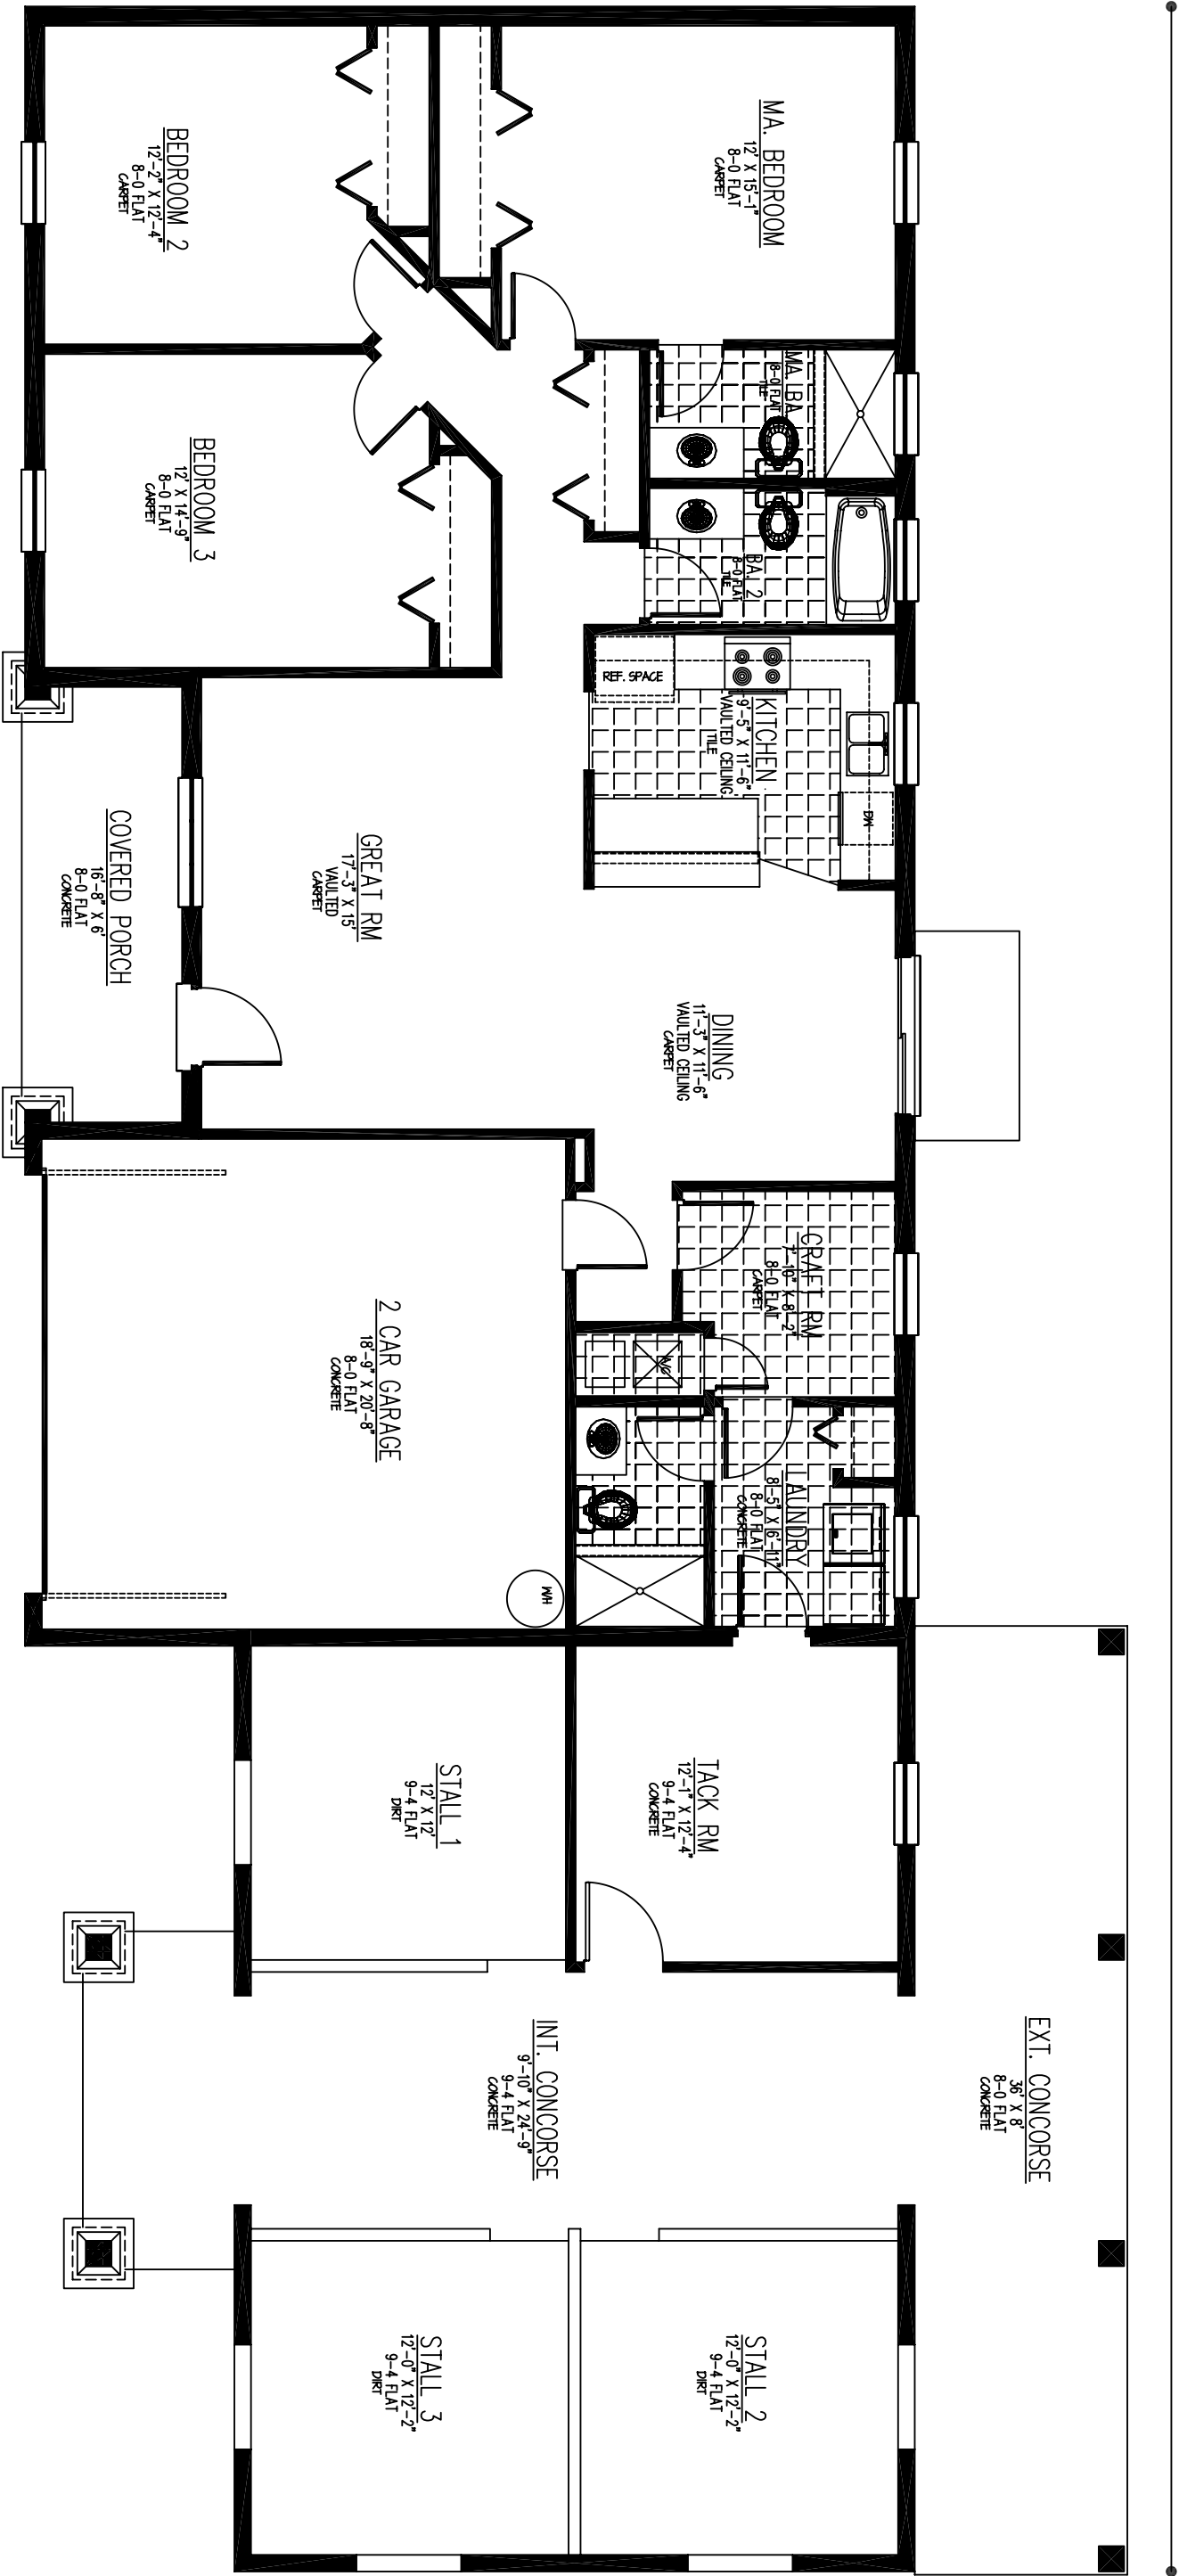 MA. BEDROOM
12' X 15'-1"
8-0 FLAT
CARPET
MA. BA
8-0 FLAT
TILE
BA. 2
8-0 FLAT
TILE
REF. SPACE
KITCHEN
9'-5" X 11'-6"
VAULTED CEILING
TILE
DW
DINING
11'-3" X 11'-6"
VAULTED CEILING
CARPET
CRAFT RM
7'-10" X 8'-2"
8-0 FLAT
CARPET
A/C
LAUNDRY
8'-5" X 6'-11"
8-0 FLAT
CONCRETE
TACK RM
12'-1" X 12'-4"
9-4 FLAT
CONCRETE
EXT. CONCORSE
36' X 8'
8-0 FLAT
CONCRETE
STALL 2
12'-0" X 12'-2"
9-4 FLAT
DIRT
BEDROOM 2
12'-2" X 12'-4"
8-0 FLAT
CARPET
BEDROOM 3
12' X 14'-9"
8-0 FLAT
CARPET
GREAT RM
17'-3" X 15'
VAULTED
CARPET
COVERED PORCH
16'-8" X 6'
8-0 FLAT
CONCRETE
2 CAR GARAGE
18'-9" X 20'-8"
8-0 FLAT
CONCRETE
WH
STALL 1
12' X 12'
9-4 FLAT
DIRT
INT. CONCORSE
9'-10" X 24'-9"
9-4 FLAT
CONCRETE
STALL 3
12'-0" X 12'-2"
9-4 FLAT
DIRT